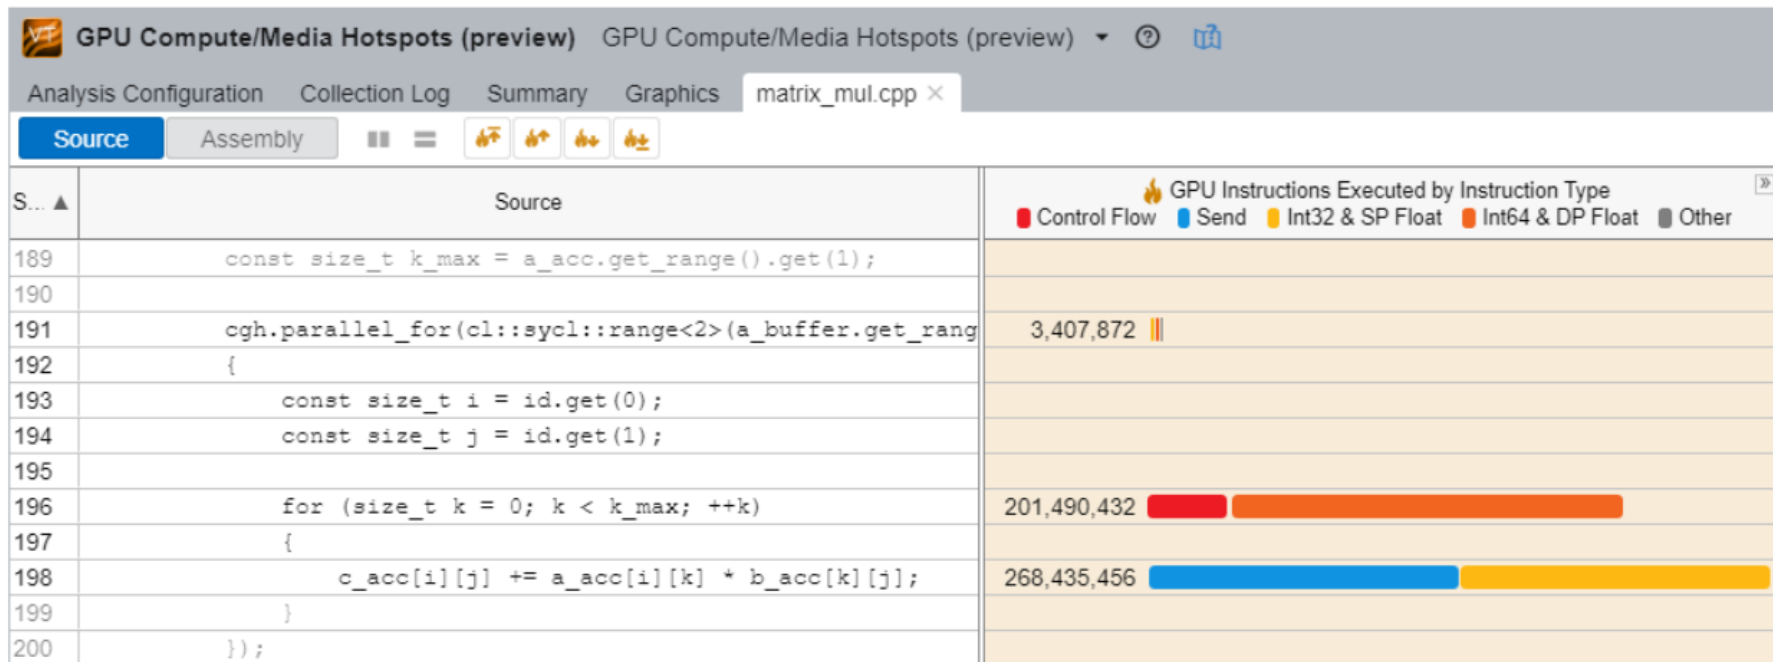 VT GPU Compute/Media Hotspots (preview) GPU Compute/Media Hotspots (preview)
Analysis Configuration Collection Log Summary Graphics matrix_mul.cpp ×
Source Assembly
S... ▲ Source GPU Instructions Executed by Instruction Type
Control Flow Send Int32 & SP Float Int64 & DP Float Other
189 const size_t k_max = a_acc.get_range().get(1);
190
191 cgh.parallel_for(cl::sycl::range<2>(a_buffer.get_rang 3,407,872
192 {
193 const size_t i = id.get(0);
194 const size_t j = id.get(1);
195
196 for (size_t k = 0; k < k_max; ++k) 201,490,432
197 {
198 c_acc[i][j] += a_acc[i][k] * b_acc[k][j]; 268,435,456
199 }
200 });